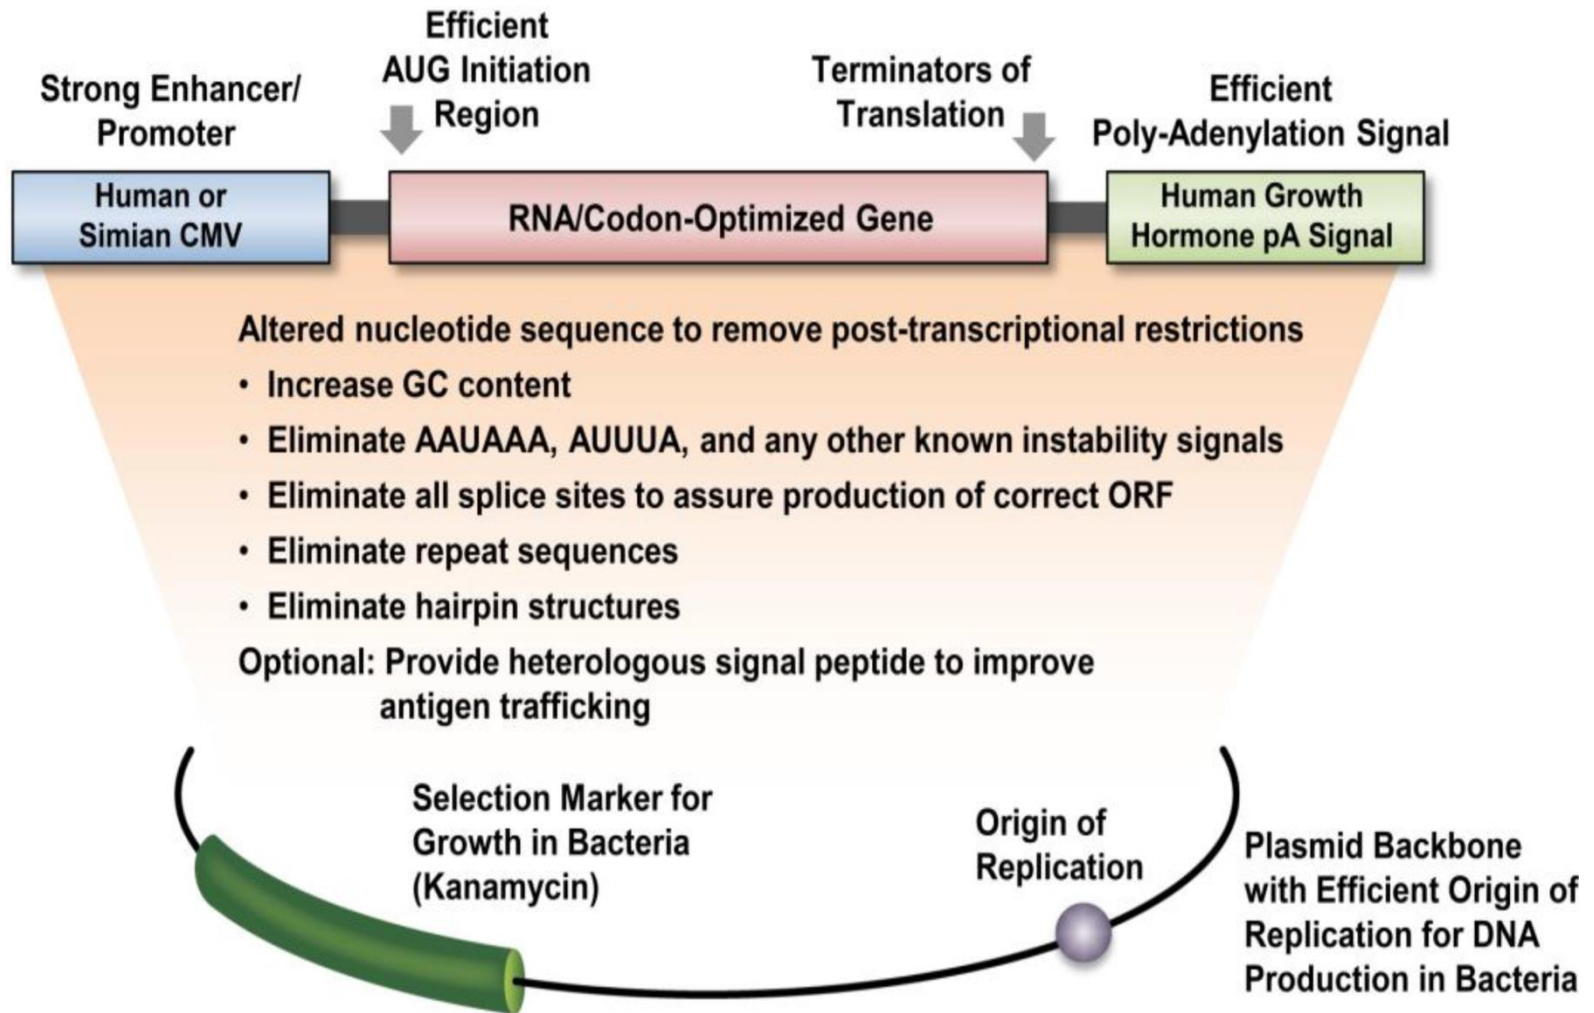 Efficient
AUG Initiation
Region
Strong Enhancer/
Promoter
Terminators of
Translation
Efficient
Poly-Adenylation Signal
Human or
Simian CMV
RNA/Codon-Optimized Gene
Human Growth
Hormone pA Signal
Altered nucleotide sequence to remove post-transcriptional restrictions
• Increase GC content
• Eliminate AAUAAA, AUUUA, and any other known instability signals
• Eliminate all splice sites to assure production of correct ORF
• Eliminate repeat sequences
• Eliminate hairpin structures
Optional: Provide heterologous signal peptide to improve
antigen trafficking
Selection Marker for
Growth in Bacteria
(Kanamycin)
Origin of
Replication
Plasmid Backbone
with Efficient Origin of
Replication for DNA
Production in Bacteria